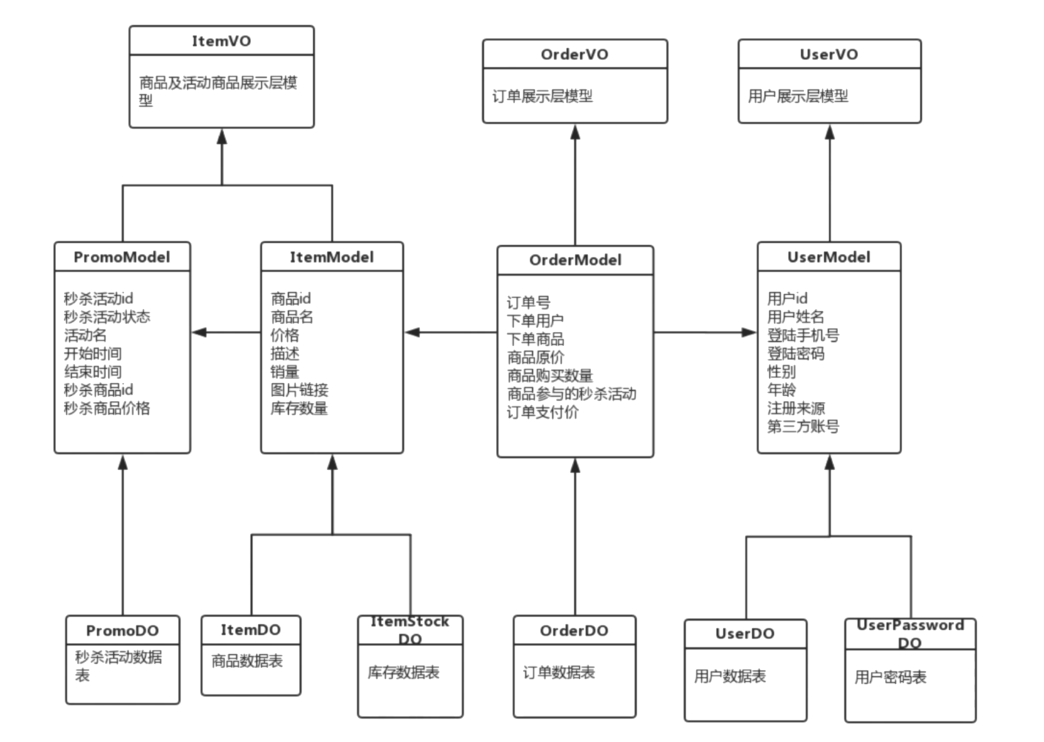 ItemVO
商品及活动商品展示层模
型
OrderVO
订单展示层模型
UserVO
用户展示层模型
PromoModel
秒杀活动id
秒杀活动状态
活动名
开始时间
结束时间
秒杀商品id
秒杀商品价格
ItemModel
商品id
商品名
价格
描述
销量
图片链接
库存数量
OrderModel
订单号
下单用户
下单商品
商品原价
商品购买数量
商品参与的秒杀活动
订单支付价
UserModel
用户id
用户姓名
登陆手机号
登陆密码
性别
年龄
注册来源
第三方账号
PromoDO
秒杀活动数据
表
ItemDO
商品数据表
ItemStock
DO
库存数据表
OrderDO
订单数据表
UserDO
用户数据表
UserPassword
DO
用户密码表